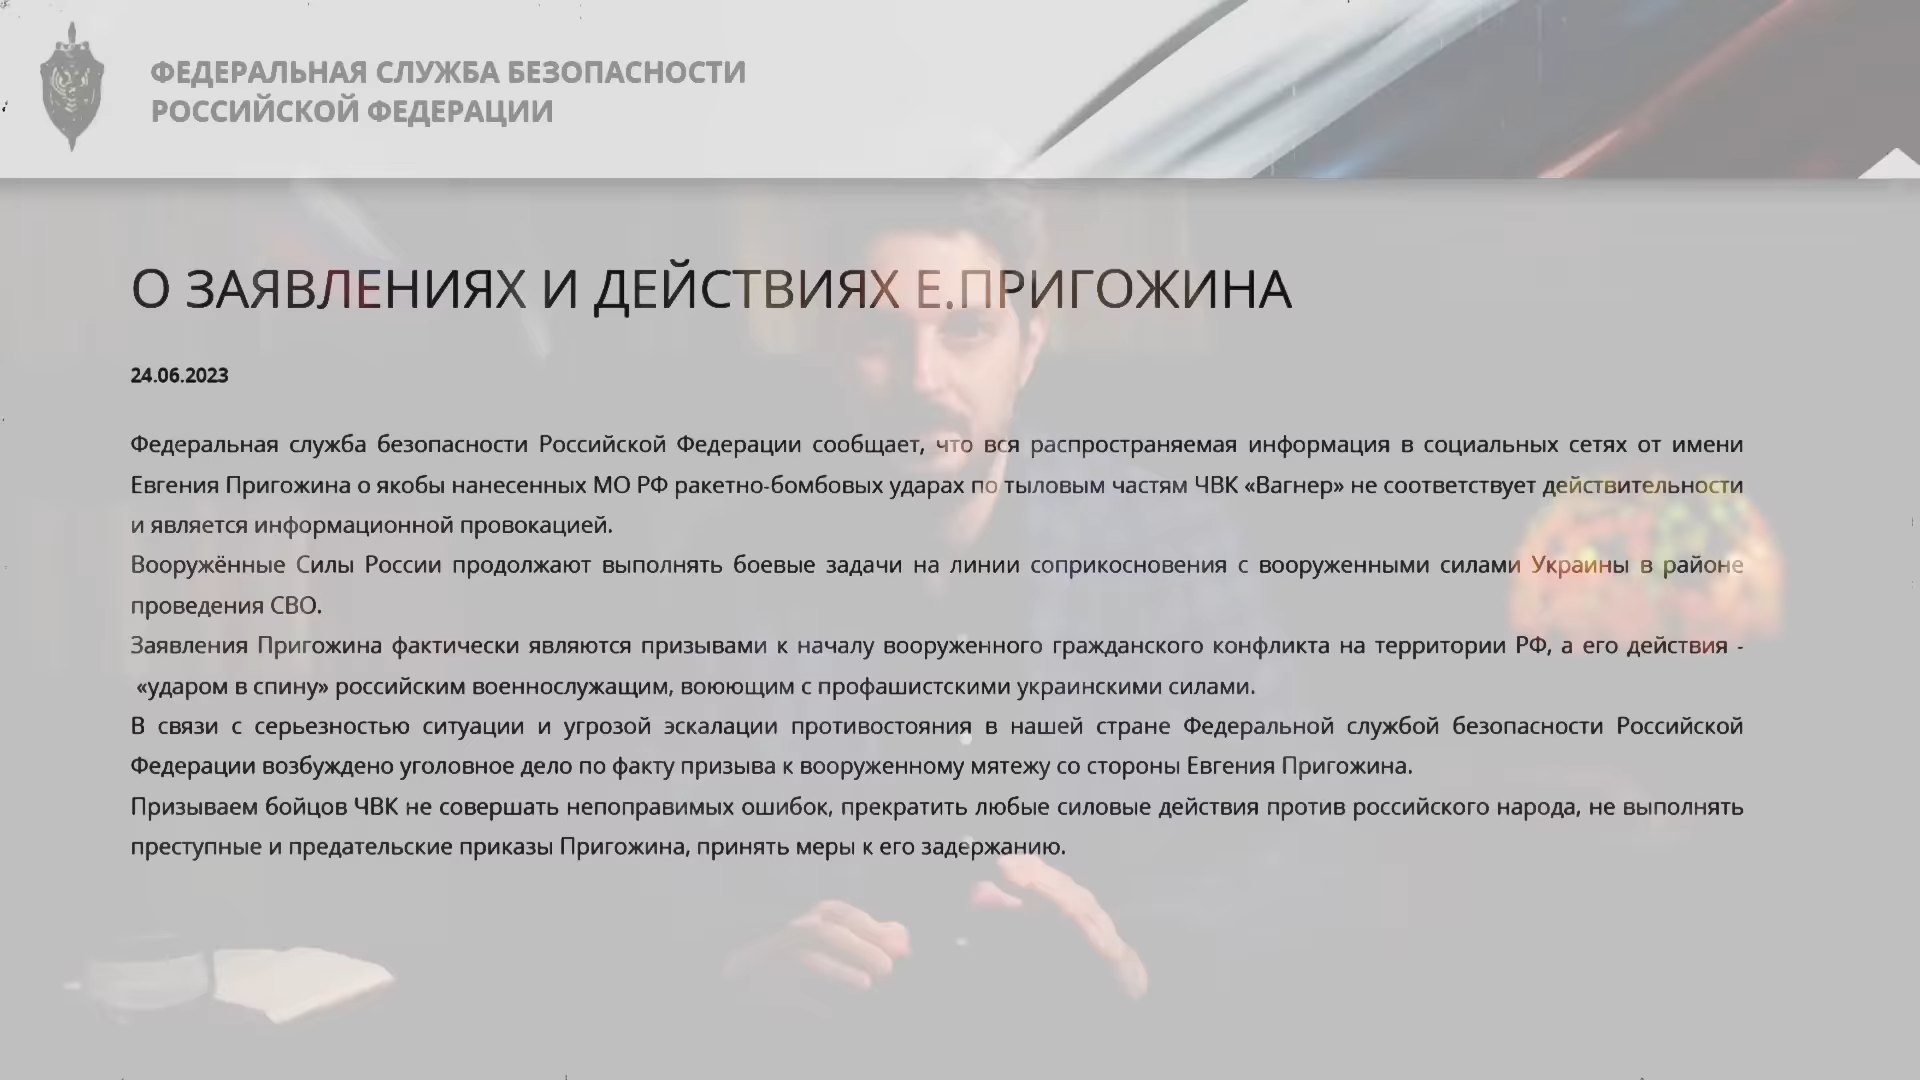 ФЕДЕРАЛЬНАЯ СЛУЖБА БЕЗОПАСНОСТИ
РОССИЙСКОЙ ФЕДЕРАЦИИ
О ЗАЯВЛЕНИЯХ И ДЕЙСТВИЯХ Е.ПРИГОЖИНА
24.06.2023
Федеральная служба безопасности Российской Федерации сообщает, что вся распространяемая информация в социальных сетях от имени
Евгения Пригожина о якобы нанесенных МО РФ ракетно-бомбовых ударах по тыловым частям ЧВК «Вагнер» не соответствует действительности
и является информационной провокацией.
Вооружённые Силы России продолжают выполнять боевые задачи на линии соприкосновения с вооруженными силами Украины в районе
проведения СВО.
Заявления Пригожина фактически являются призывами к началу вооруженного гражданского конфликта на территории РФ, а его действия -
«ударом в спину» российским военнослужащим, воюющим с профашистскими украинскими силами.
В связи с серьезностью ситуации и угрозой эскалации противостояния в нашей стране Федеральной службой безопасности Российской
Федерации возбуждено уголовное дело по факту призыва к вооруженному мятежу со стороны Евгения Пригожина.
Призываем бойцов ЧВК не совершать непоправимых ошибок, прекратить любые силовые действия против российского народа, не выполнять
преступные и предательские приказы Пригожина, принять меры к его задержанию.